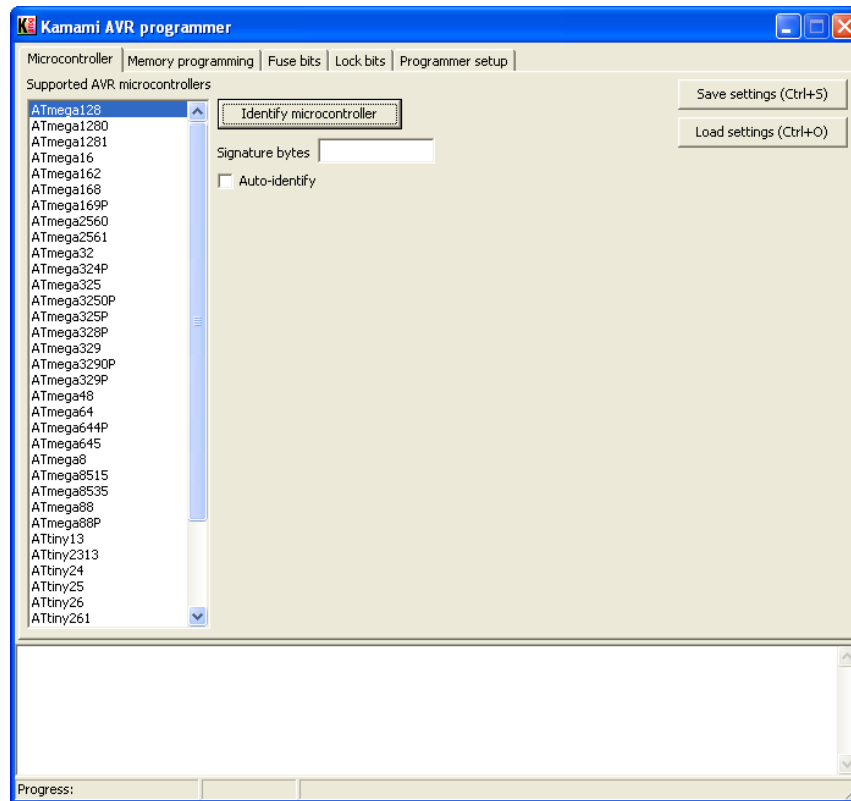 Kamami AVR programmer
Microcontroller Memory programming Fuse bits Lock bits Programmer setup
Supported AVR microcontrollers
ATmega128
ATmega1280
ATmega1281
ATmega16
ATmega162
ATmega168
ATmega169P
ATmega2560
ATmega2561
ATmega32
ATmega324P
ATmega325
ATmega3250P
ATmega325P
ATmega328P
ATmega329
ATmega3290P
ATmega329P
ATmega48
ATmega64
ATmega644P
ATmega645
ATmega8
ATmega8515
ATmega8535
ATmega88
ATmega88P
ATtiny13
ATtiny2313
ATtiny24
ATtiny25
ATtiny26
ATtiny261
Identify microcontroller
Signature bytes
Auto-identify
Save settings (Ctrl+S)
Load settings (Ctrl+O)
Progress: